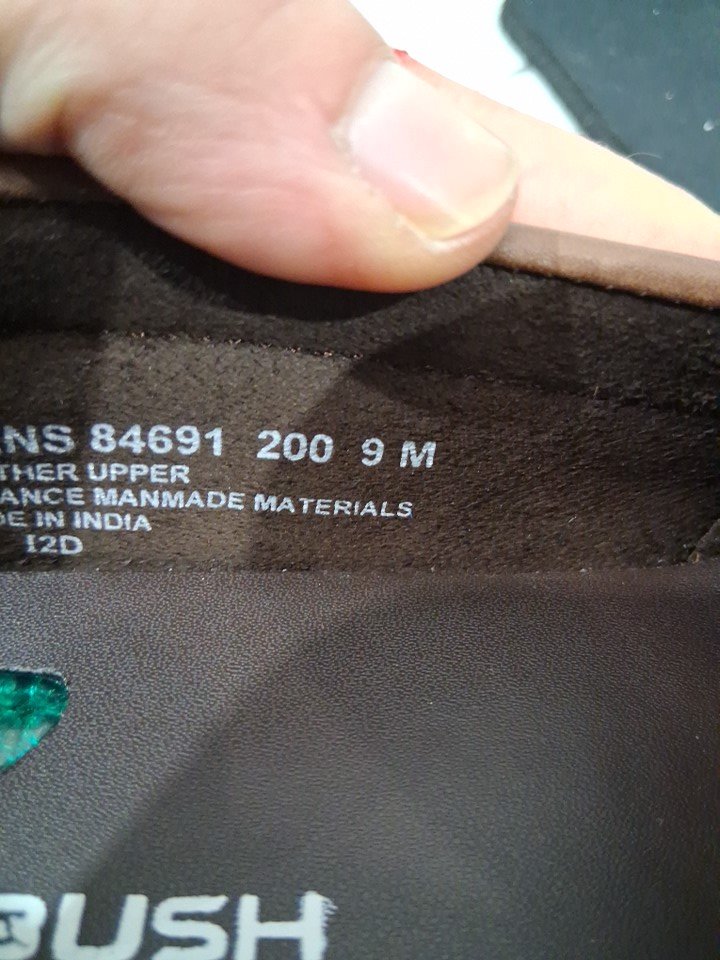 NS 84691 200 9 M
THER UPPER
ANCE MANMADE MATERIALS
DE IN INDIA
I2D
BUSH